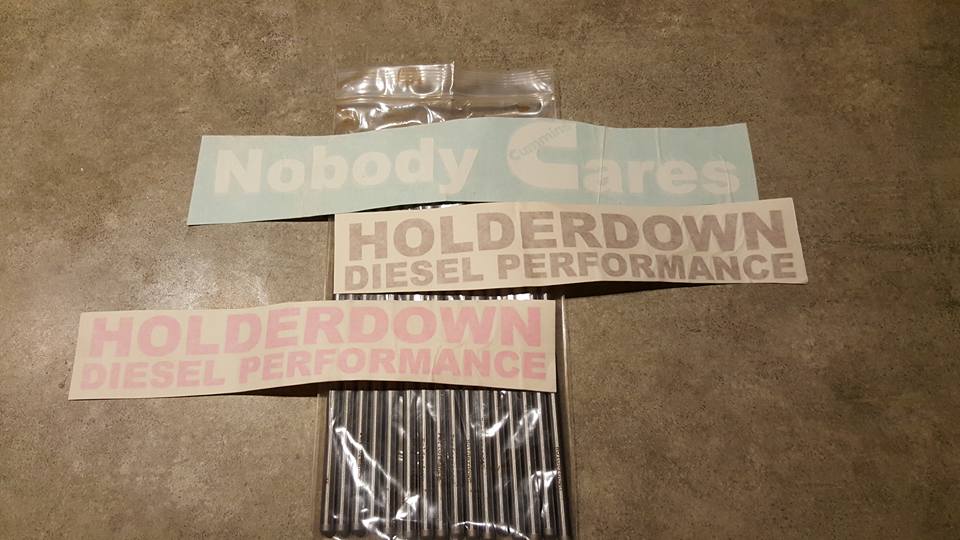 Nobody Cares
Cummins
HOLDERDOWN
DIESEL PERFORMANCE
HOLDERDOWN
DIESEL PERFORMANCE